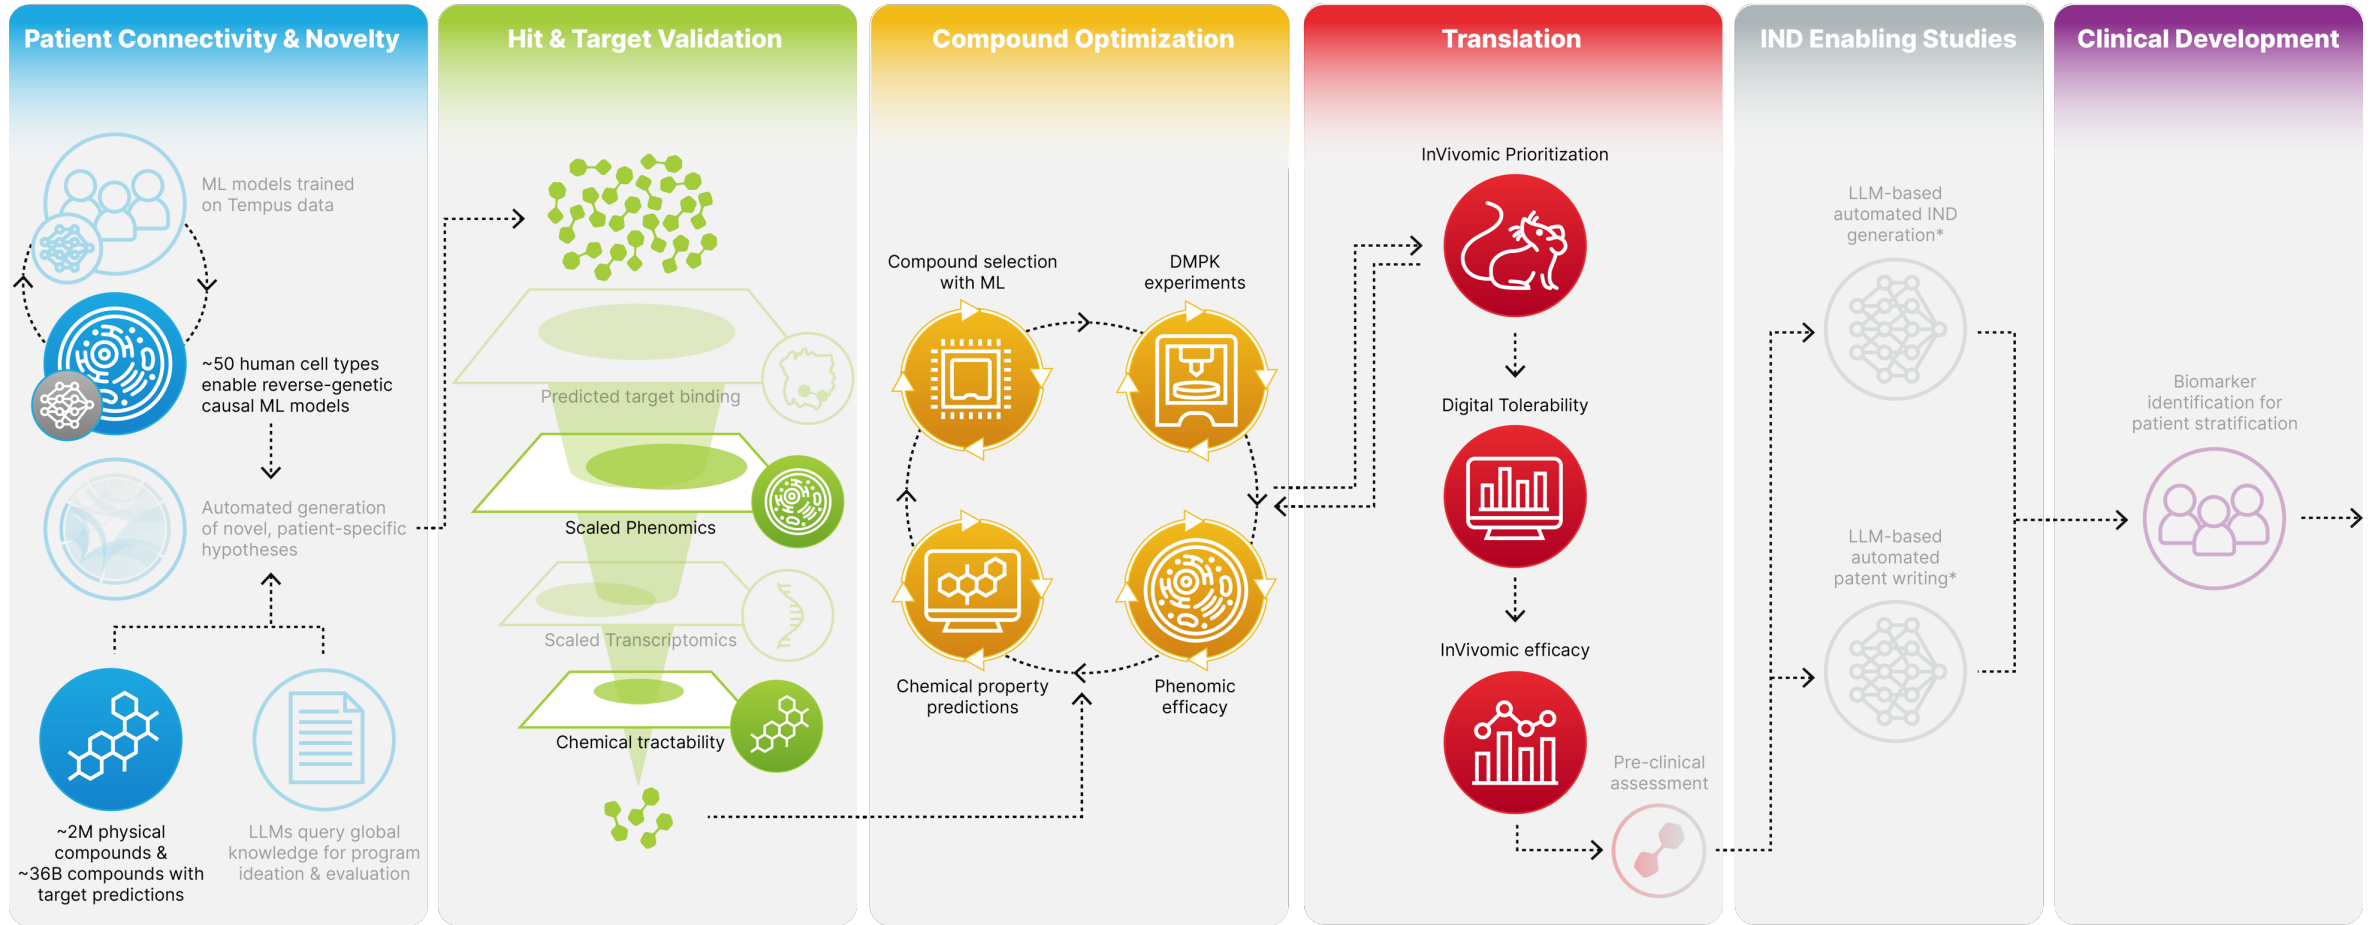 Patient Connectivity & Novelty
ML models trained
on Tempus data
~50 human cell types
enable reverse-genetic
causal ML models
Automated generation
of novel, patient-specific
hypotheses
~2M physical
compounds &
~36B compounds with
target predictions
LLMs query global
knowledge for program
ideation & evaluation
Hit & Target Validation
Predicted target binding
Scaled Phenomics
Scaled Transcriptomics
Chemical tractability
Compound Optimization
Compound selection
with ML
DMPK
experiments
Chemical property
predictions
Phenomic
efficacy
Translation
InVivomic Prioritization
Digital Tolerability
InVivomic efficacy
Pre-clinical
assessment
IND Enabling Studies
LLM-based
automated IND
generation*
LLM-based
automated
patent writing*
Clinical Development
Biomarker
identification for
patient stratification